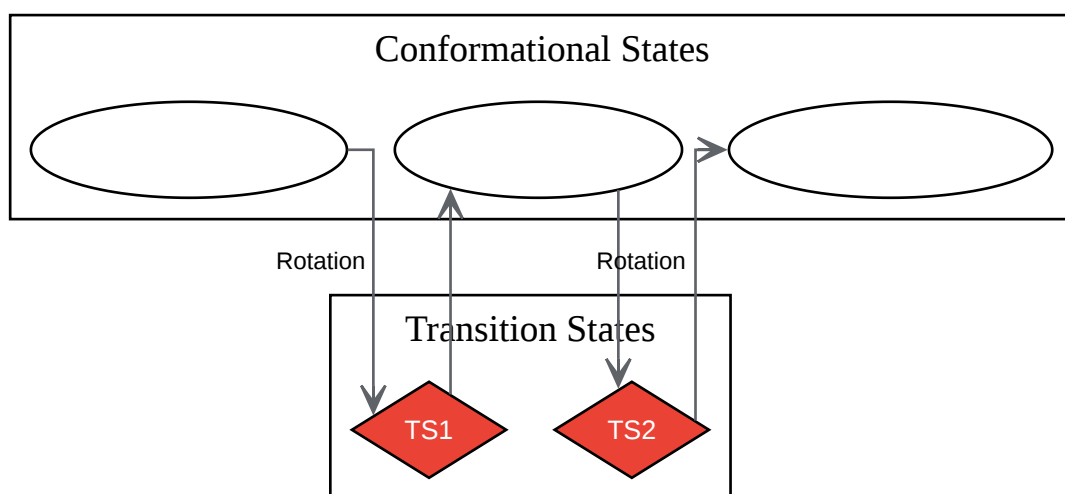 Conformational States
Rotation
Rotation
Transition States
TS1
TS2